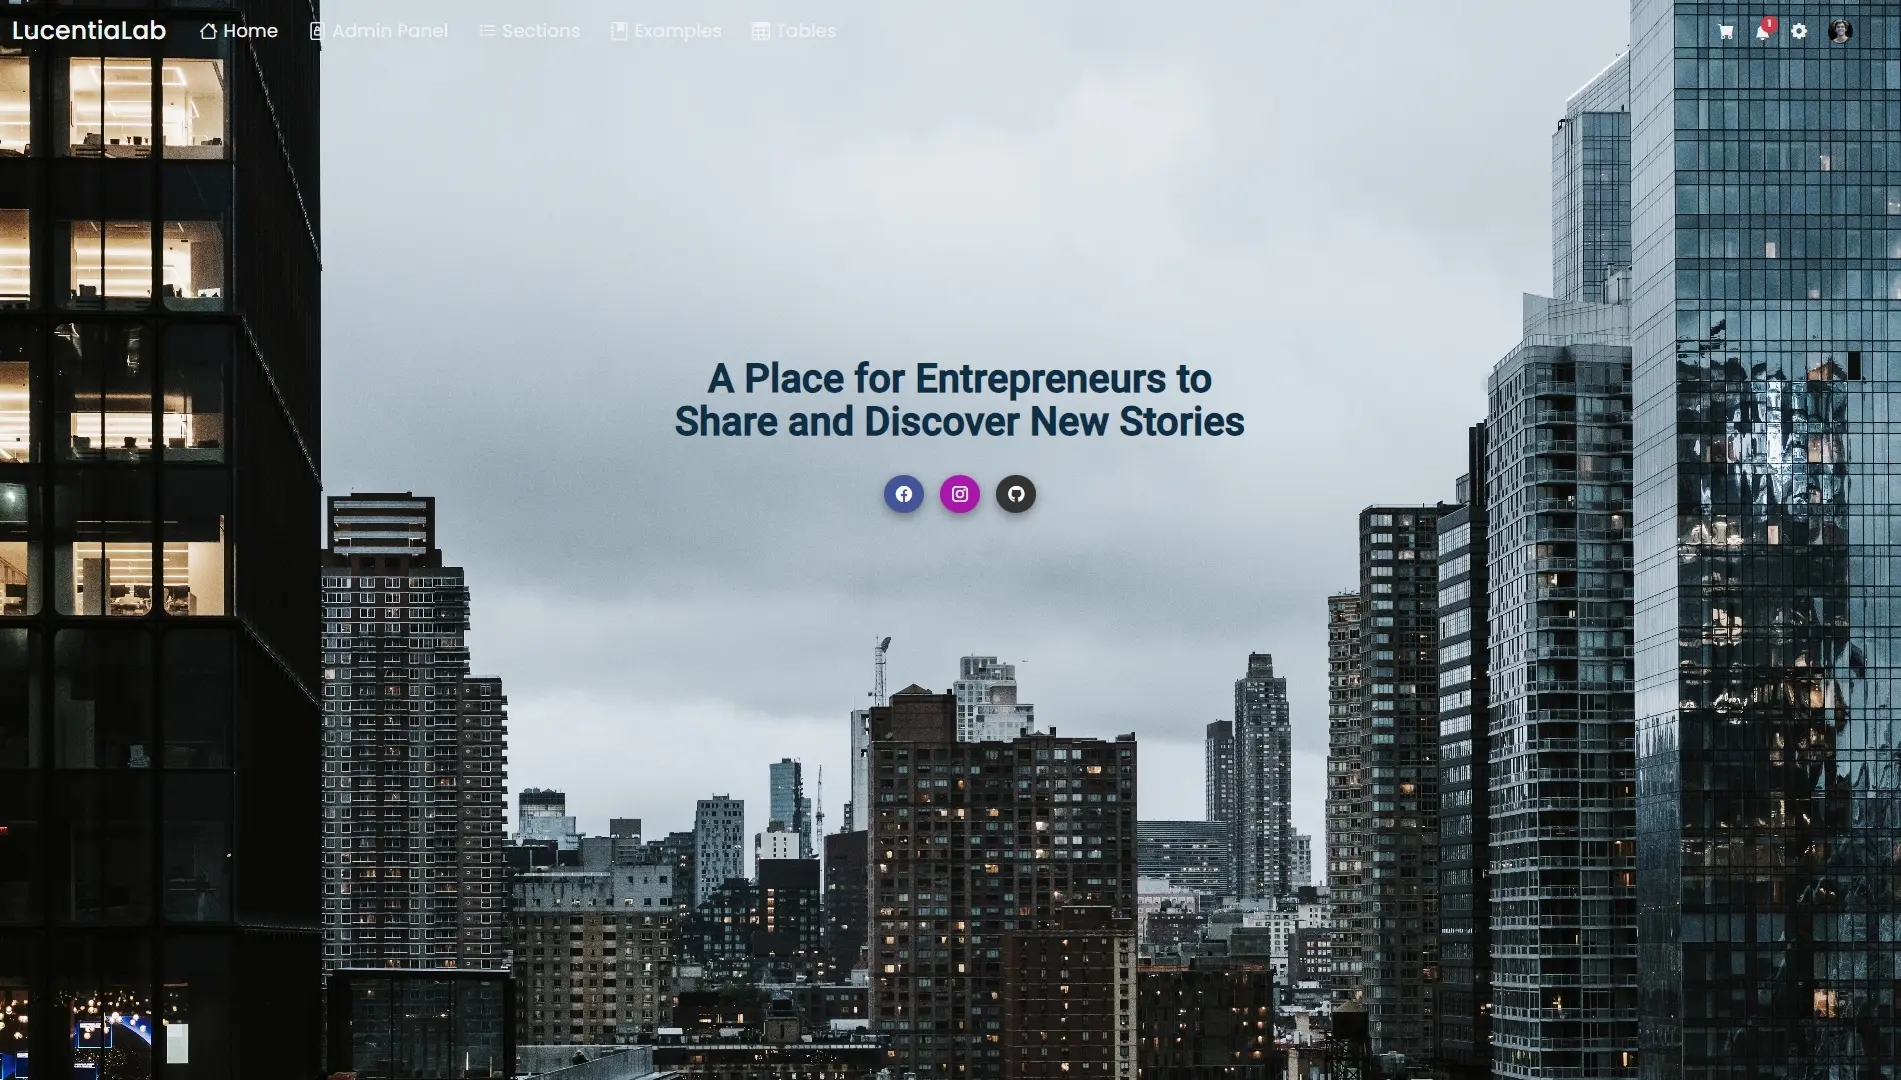 LucentiaLab
Home
Admin Panel
Sections
Examples
Tables
1
A Place for Entrepreneurs to
Share and Discover New Stories